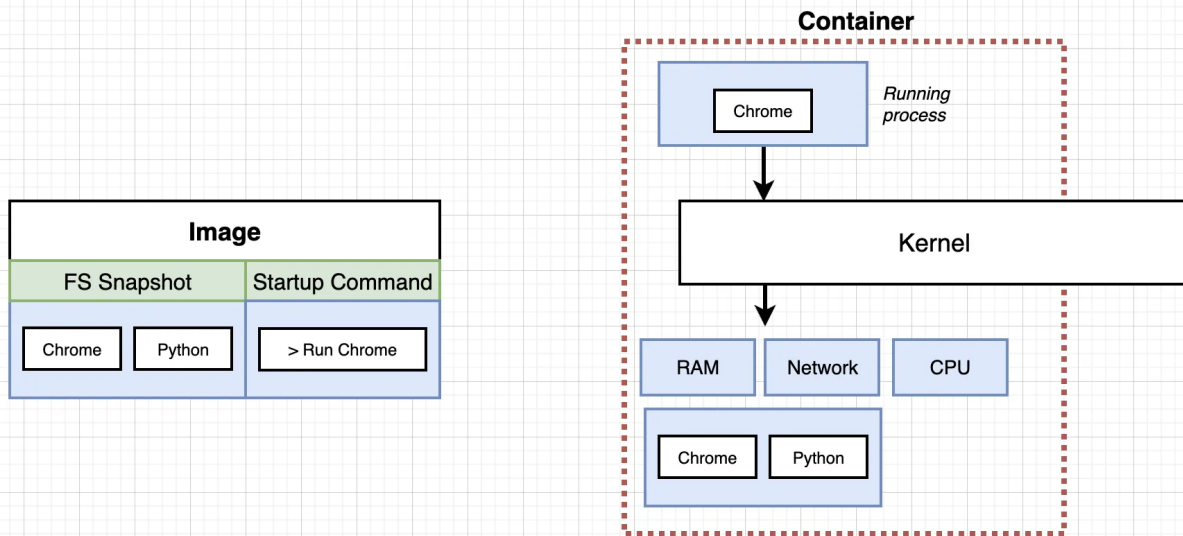 Container
Chrome
Running
process
Image
Kernel
FS Snapshot
Startup Command
Chrome
Python
> Run Chrome
RAM
Network
CPU
Chrome
Python